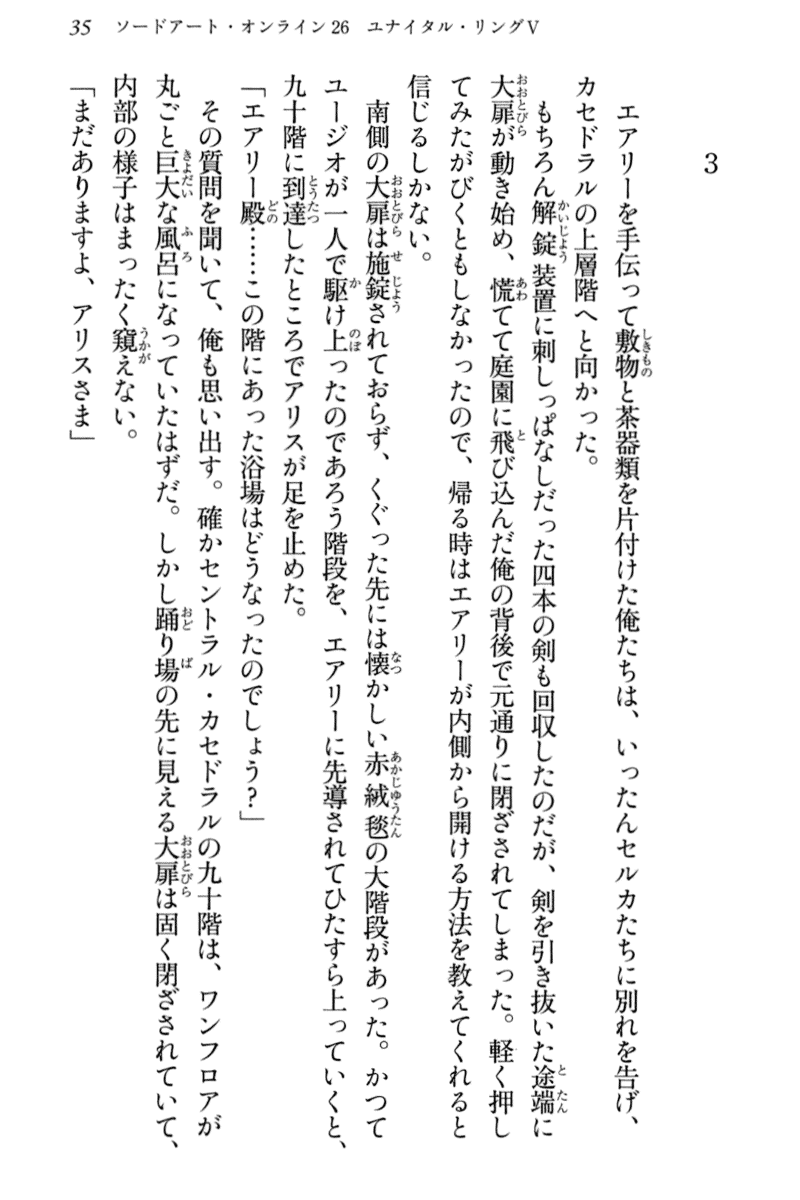 35　ソードアート・オンライン26　ユナイタル・リングⅤ
3
エアリーを手伝って敷物と茶器類を片付けた俺たちは、いったんセルカたちに別れを告げ、
カセドラルの上層階へと向かった。
もちろん解錠装置に刺しっぱなしだった四本の剣も回収したのだが、剣を引き抜いた途端に
大扉が動き始め、慌てて庭園に飛び込んだ俺の背後で元通りに閉ざされてしまった。軽く押し
てみたがびくともしなかったので、帰る時はエアリーが内側から開ける方法を教えてくれると
信じるしかない。
南側の大扉は施錠されておらず、くぐった先には懐かしい赤絨毯の大階段があった。かつて
ユージオが一人で駆け上ったのであろう階段を、エアリーに先導されてひたすら上っていくと、
九十階に到達したところでアリスが足を止めた。
「エアリー殿……この階にあった浴場はどうなったのでしょう？」
その質問を聞いて、俺も思い出す。確かセントラル・カセドラルの九十階は、ワンフロアが
丸ごと巨大な風呂になっていたはずだ。しかし踊り場の先に見える大扉は固く閉ざされていて、
内部の様子はまったく窺えない。
「まだありますよ、アリスさま」